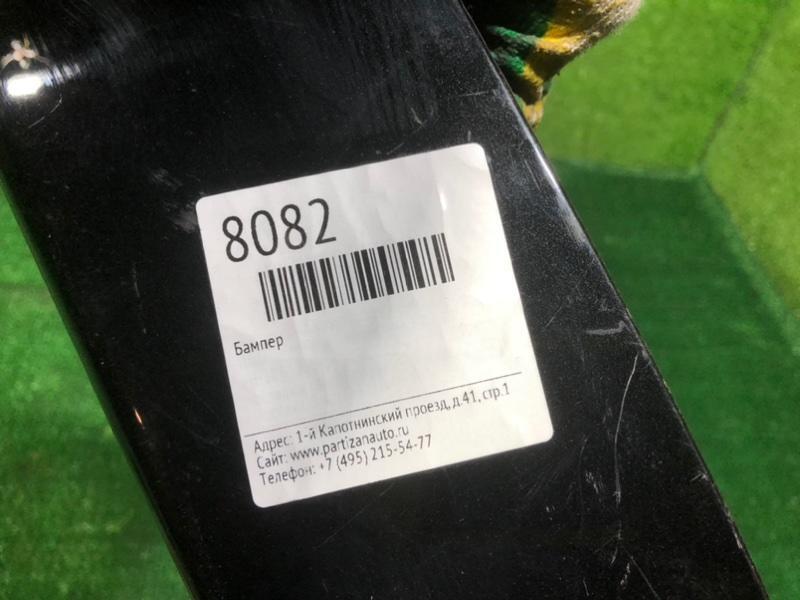 8082
Бампер
Адрес: 1-й Капотнинский проезд, д.41, стр.1
Сайт: www.partizanauto.ru
Телефон: +7 (495) 215-54-77